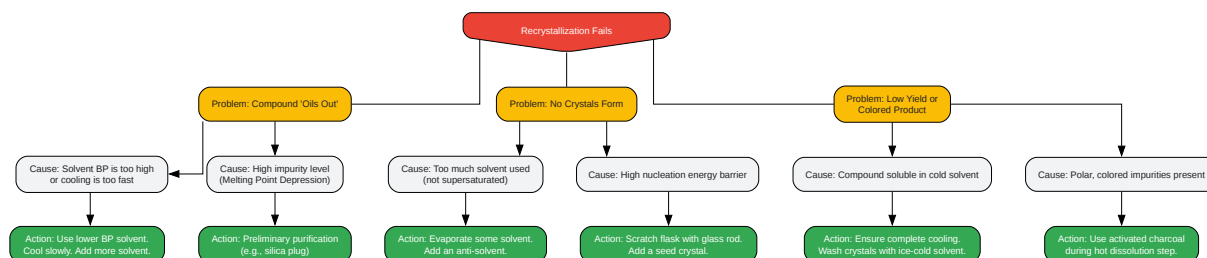 Recrystallization Fails
Problem: Compound 'Oils Out'
Problem: No Crystals Form
Problem: Low Yield or
Colored Product
Cause: Solvent BP is too high
or cooling is too fast
Cause: High impurity level
(Melting Point Depression)
Cause: Too much solvent used
(not supersaturated)
Cause: High nucleation energy barrier
Cause: Compound soluble in cold solvent
Cause: Polar, colored impurities present
Action: Use lower BP solvent.
Cool slowly. Add more solvent.
Action: Preliminary purification
(e.g., silica plug)
Action: Evaporate some solvent.
Add an anti-solvent.
Action: Scratch flask with glass rod.
Add a seed crystal.
Action: Ensure complete cooling.
Wash crystals with ice-cold solvent.
Action: Use activated charcoal
during hot dissolution step.